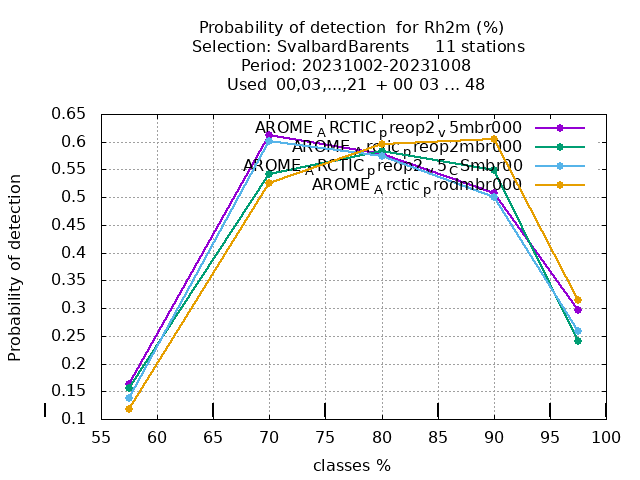 Probability of detection for Rh2m (%)
Selection: SvalbardBarents 11 stations
Period: 20231002-20231008
Used 00,03,...,21 + 00 03 ... 48
0.65
0.6
0.55
0.5
0.45
0.4
0.35
0.3
0.25
0.2
0.15
0.1
Probability of detection
AROME_ARCTIC_preop2_v5mbr000
AROME_Arctic_preop2mbr000
AROME_ARCTIC_preop2_5_CSmbr00
AROME_Arctic_prodmbr000
55 60 65 70 75 80 85 90 95 100
classes %